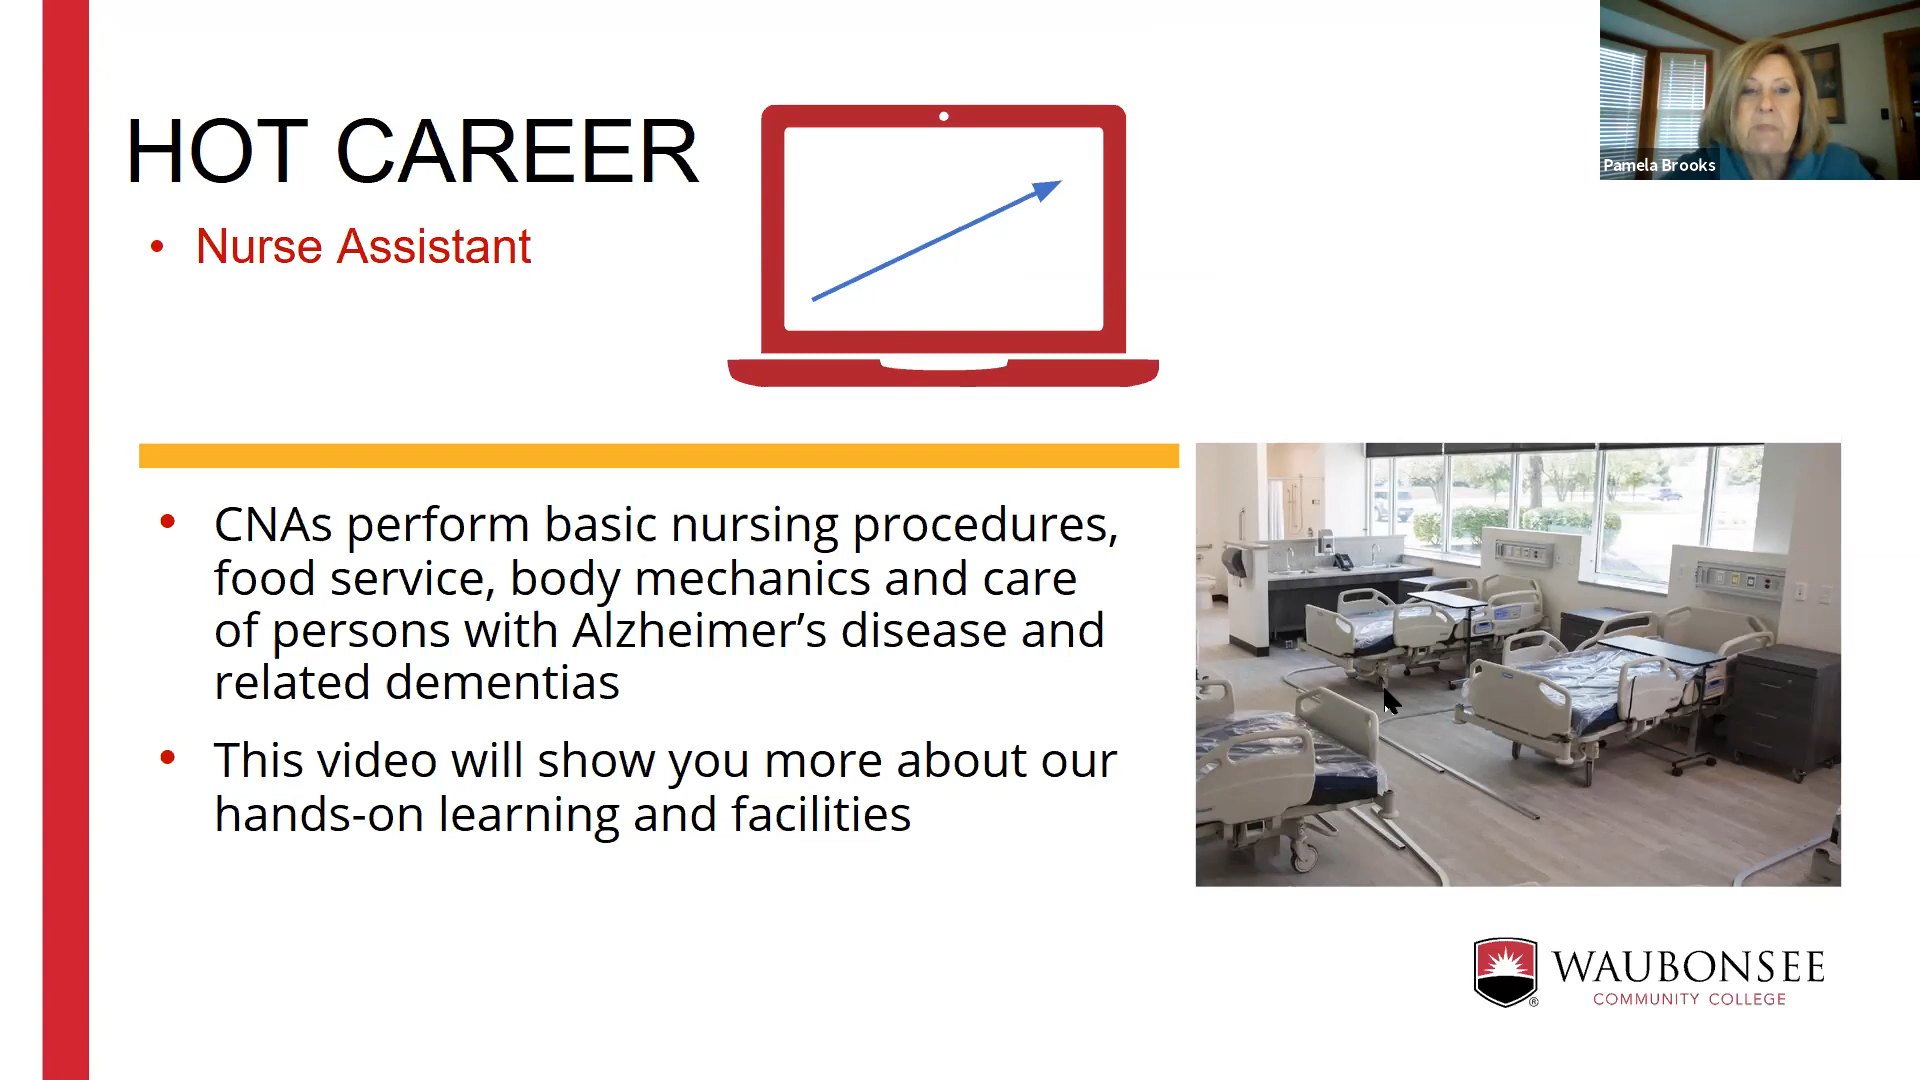 HOT CAREER
• Nurse Assistant
Pamela Brooks
• CNAs perform basic nursing procedures,
food service, body mechanics and care
of persons with Alzheimer’s disease and
related dementias
• This video will show you more about our
hands-on learning and facilities
WAUBONSEE
®
COMMUNITY COLLEGE